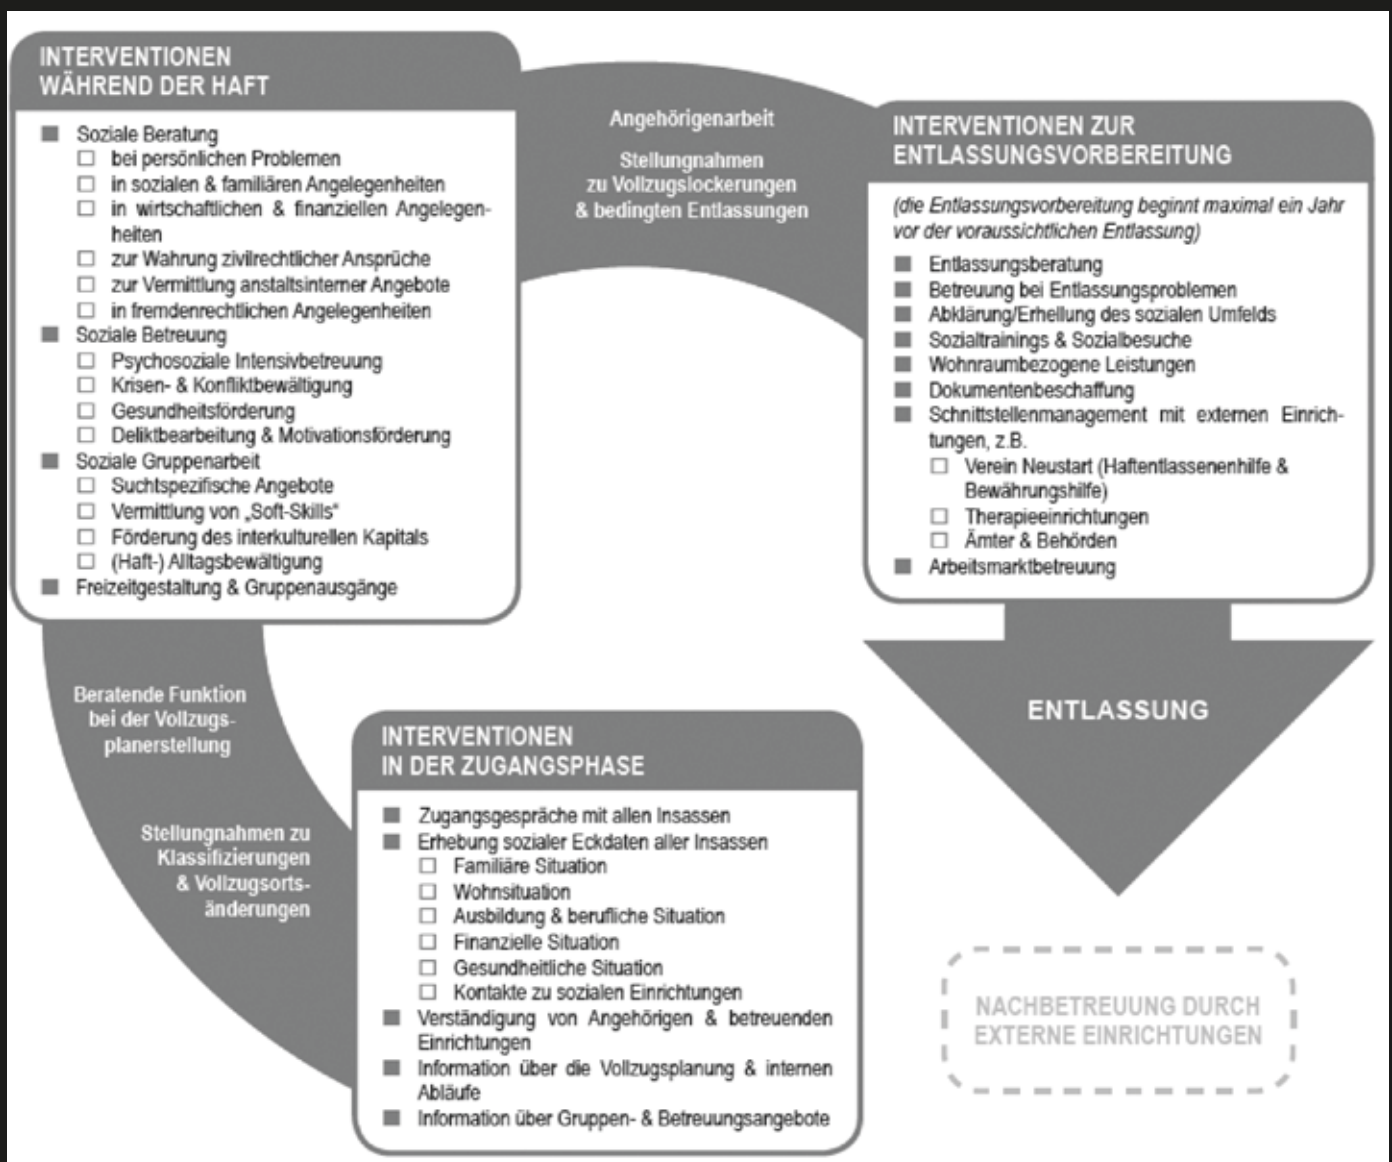 INTERVENTIONEN
WÄHREND DER HAFT
Soziale Beratung
bei persönlichen Problemen
in sozialen & familiären Angelegenheiten
in wirtschaftlichen & finanziellen Angelegen-
heiten
zur Wahrung zivilrechtlicher Ansprüche
zur Vermittlung anstaltsinterner Angebote
in fremdenrechtlichen Angelegenheiten
Soziale Betreuung
Psychosoziale Intensivbetreuung
Krisen- & Konfliktbewältigung
Gesundheitsförderung
Deliktbearbeitung & Motivationsförderung
Soziale Gruppenarbeit
Suchtspezifische Angebote
Vermittlung von „Soft-Skills“
Förderung des interkulturellen Kapitals
(Haft-) Alltagsbewältigung
Freizeitgestaltung & Gruppenausgänge
Angehörigenarbeit
Stellungnahmen
zu Vollzugslockerungen
& bedingten Entlassungen
INTERVENTIONEN ZUR
ENTLASSUNGSVORBEREITUNG
(die Entlassungsvorbereitung beginnt maximal ein Jahr
vor der voraussichtlichen Entlassung)
Entlassungsberatung
Betreuung bei Entlassungsproblemen
Abklärung/Erhellung des sozialen Umfelds
Sozialtrainings & Sozialbesuche
Wohnraumbezogene Leistungen
Dokumentenbeschaffung
Schnittstellenmanagement mit externen Einrich-
tungen, z.B.
Verein Neustart (Haftentlassenenhilfe &
Bewährungshilfe)
Therapieeinrichtungen
Ämter & Behörden
Arbeitsmarktbetreuung
Beratende Funktion
bei der Vollzugs-
planerstellung
Stellungnahmen zu
Klassifizierungen
& Vollzugsorts-
änderungen
INTERVENTIONEN
IN DER ZUGANGSPHASE
Zugangsgespräche mit allen Insassen
Erhebung sozialer Eckdaten aller Insassen
Familiäre Situation
Wohnsituation
Ausbildung & berufliche Situation
Finanzielle Situation
Gesundheitliche Situation
Kontakte zu sozialen Einrichtungen
Verständigung von Angehörigen & betreuenden
Einrichtungen
Information über die Vollzugsplanung & internen
Abläufe
Information über Gruppen- & Betreuungsangebote
ENTLASSUNG
NACHBETREUUNG DURCH
EXTERNE EINRICHTUNGEN